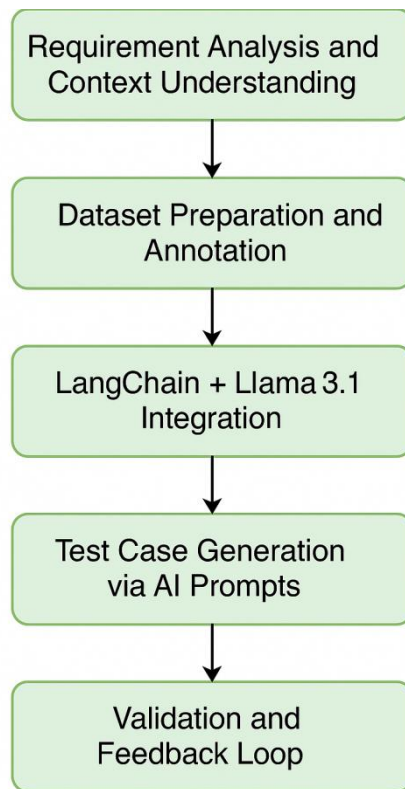 Requirement Analysis and
Context Understanding
Dataset Preparation and
Annotation
LangChain + Llama 3.1
Integration
Test Case Generation
via AI Prompts
Validation and
Feedback Loop